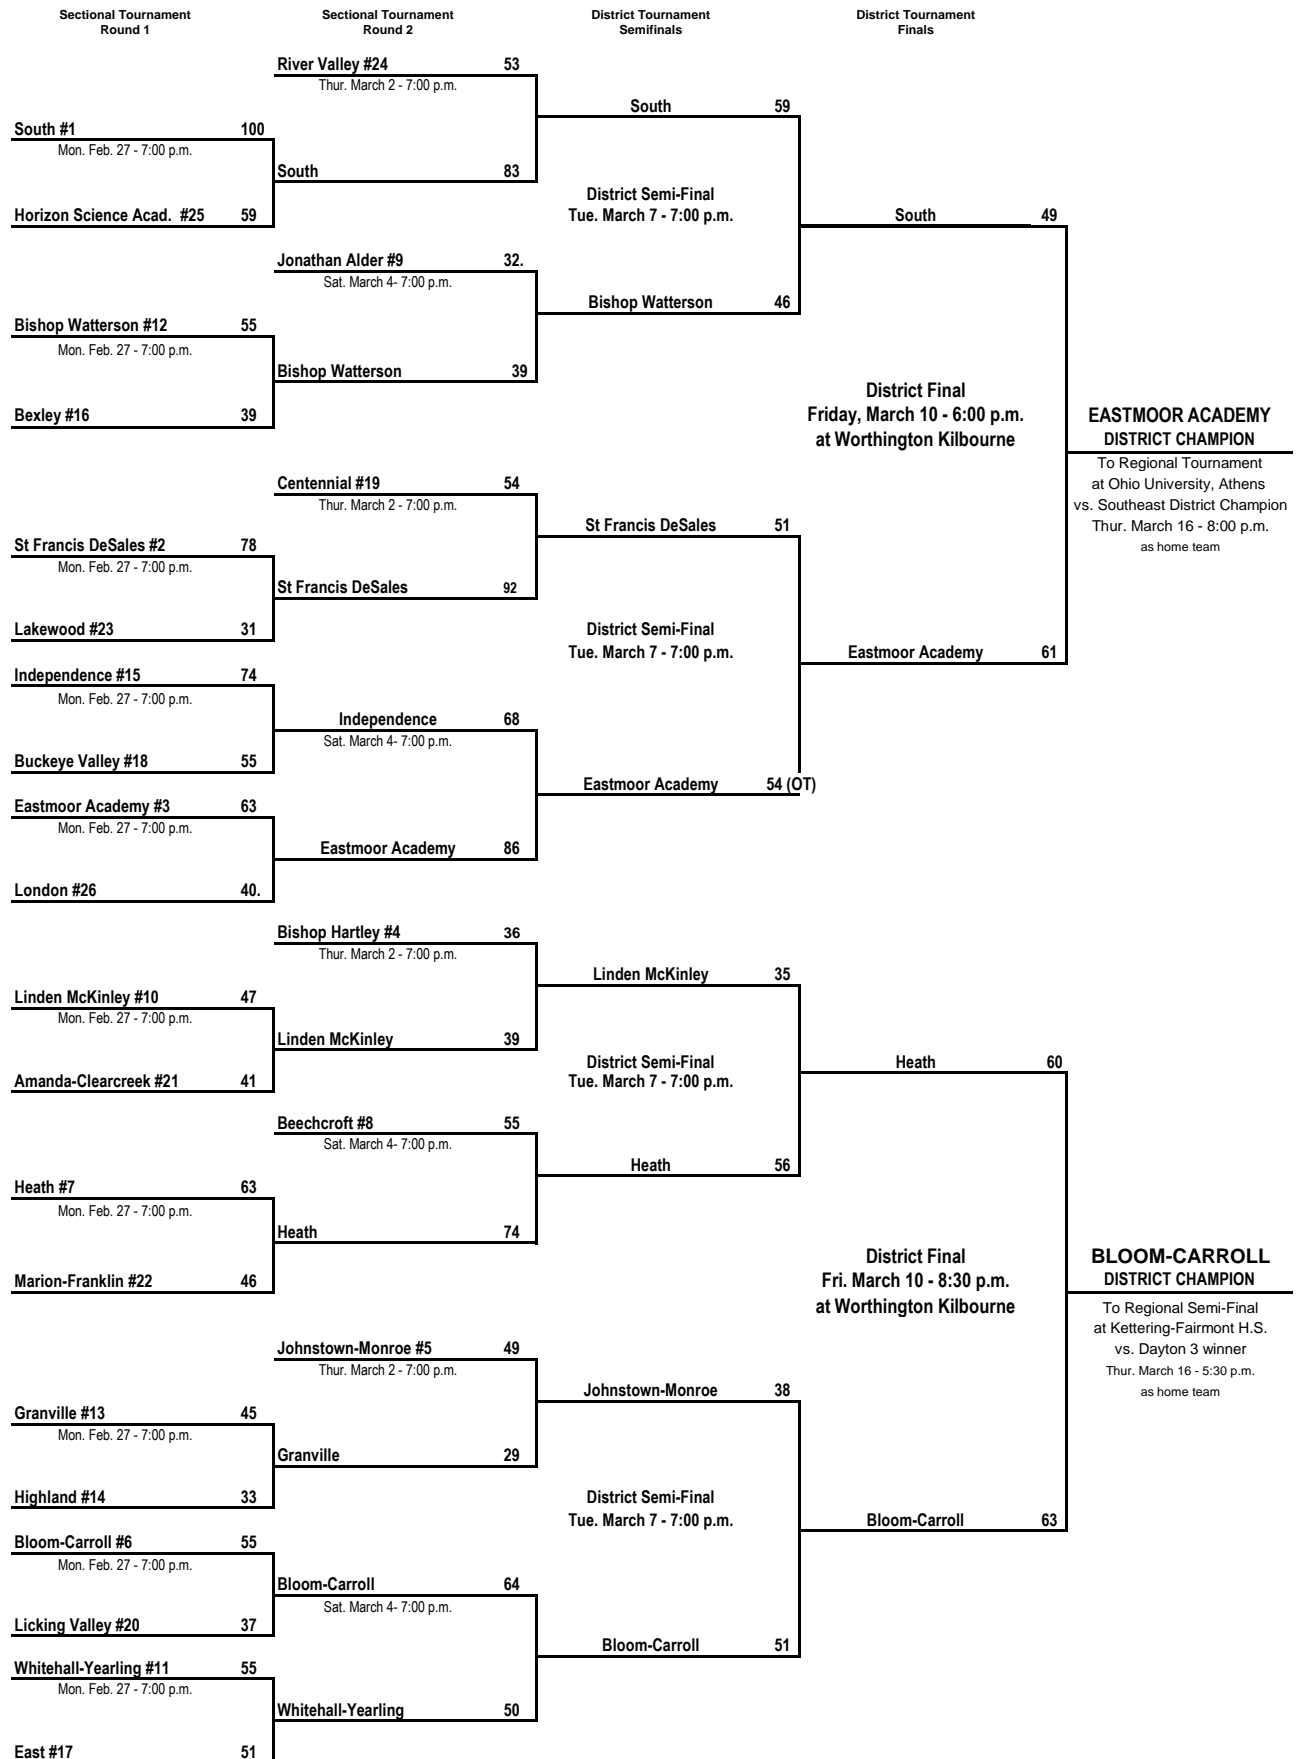 Sectional Tournament
Round 1
Sectional Tournament
Round 2
District Tournament
Semifinals
District Tournament
Finals
River Valley #24 53
Thur. March 2 - 7:00 p.m.
South 59
South #1 100
Mon. Feb. 27 - 7:00 p.m.
South 83
District Semi-Final
Tue. March 7 - 7:00 p.m.
Horizon Science Acad. #25 59
South 49
Jonathan Alder #9 32.
Sat. March 4- 7:00 p.m.
Bishop Watterson 46
Bishop Watterson #12 55
Mon. Feb. 27 - 7:00 p.m.
Bishop Watterson 39
District Final
Friday, March 10 - 6:00 p.m.
at Worthington Kilbourne
Bexley #16 39
EASTMOOR ACADEMY
DISTRICT CHAMPION
To Regional Tournament
at Ohio University, Athens
vs. Southeast District Champion
Thur. March 16 - 8:00 p.m.
as home team
Centennial #19 54
Thur. March 2 - 7:00 p.m.
St Francis DeSales 51
St Francis DeSales #2 78
Mon. Feb. 27 - 7:00 p.m.
St Francis DeSales 92
Lakewood #23 31
District Semi-Final
Tue. March 7 - 7:00 p.m.
Eastmoor Academy 61
Independence #15 74
Mon. Feb. 27 - 7:00 p.m.
Independence 68
Sat. March 4- 7:00 p.m.
Buckeye Valley #18 55
Eastmoor Academy 54 (OT)
Eastmoor Academy #3 63
Mon. Feb. 27 - 7:00 p.m.
Eastmoor Academy 86
London #26 40.
Bishop Hartley #4 36
Thur. March 2 - 7:00 p.m.
Linden McKinley 35
Linden McKinley #10 47
Mon. Feb. 27 - 7:00 p.m.
Linden McKinley 39
District Semi-Final
Tue. March 7 - 7:00 p.m.
Heath 60
Amanda-Clearcreek #21 41
Beechcroft #8 55
Sat. March 4- 7:00 p.m.
Heath 56
Heath #7 63
Mon. Feb. 27 - 7:00 p.m.
Heath 74
Marion-Franklin #22 46
District Final
Fri. March 10 - 8:30 p.m.
at Worthington Kilbourne
BLOOM-CARROLL
DISTRICT CHAMPION
To Regional Semi-Final
at Kettering-Fairmont H.S.
vs. Dayton 3 winner
Thur. March 16 - 5:30 p.m.
as home team
Johnstown-Monroe #5 49
Thur. March 2 - 7:00 p.m.
Johnstown-Monroe 38
Granville #13 45
Mon. Feb. 27 - 7:00 p.m.
Granville 29
Highland #14 33
District Semi-Final
Tue. March 7 - 7:00 p.m.
Bloom-Carroll 63
Bloom-Carroll #6 55
Mon. Feb. 27 - 7:00 p.m.
Bloom-Carroll 64
Sat. March 4- 7:00 p.m.
Licking Valley #20 37
Bloom-Carroll 51
Whitehall-Yearling #11 55
Mon. Feb. 27 - 7:00 p.m.
Whitehall-Yearling 50
East #17 51